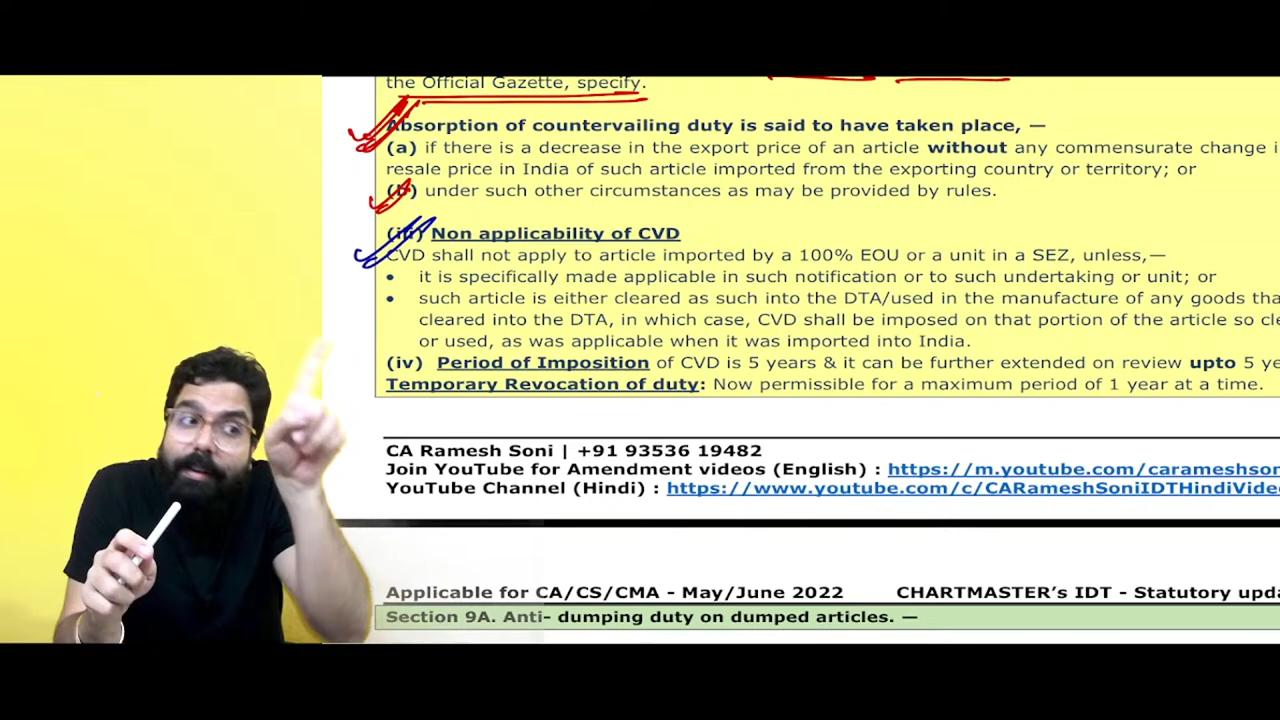 the Official Gazette, specify.
Absorption of countervailing duty is said to have taken place, —
(a) if there is a decrease in the export price of an article without any commensurate change i
resale price in India of such article imported from the exporting country or territory; or
(b) under such other circumstances as may be provided by rules.
(iii) Non applicability of CVD
CVD shall not apply to article imported by a 100% EOU or a unit in a SEZ, unless,—
• it is specifically made applicable in such notification or to such undertaking or unit; or
• such article is either cleared as such into the DTA/used in the manufacture of any goods tha
cleared into the DTA, in which case, CVD shall be imposed on that portion of the article so cle
or used, as was applicable when it was imported into India.
(iv) Period of Imposition of CVD is 5 years & it can be further extended on review upto 5 ye
Temporary Revocation of duty: Now permissible for a maximum period of 1 year at a time.
CA Ramesh Soni | +91 93536 19482
Join YouTube for Amendment videos (English) : https://m.youtube.com/carameshson
YouTube Channel (Hindi) : https://www.youtube.com/c/CARameshSoniIDTHindiVide
Applicable for CA/CS/CMA - May/June 2022 CHARTMASTER's IDT - Statutory upda
Section 9A. Anti- dumping duty on dumped articles. —